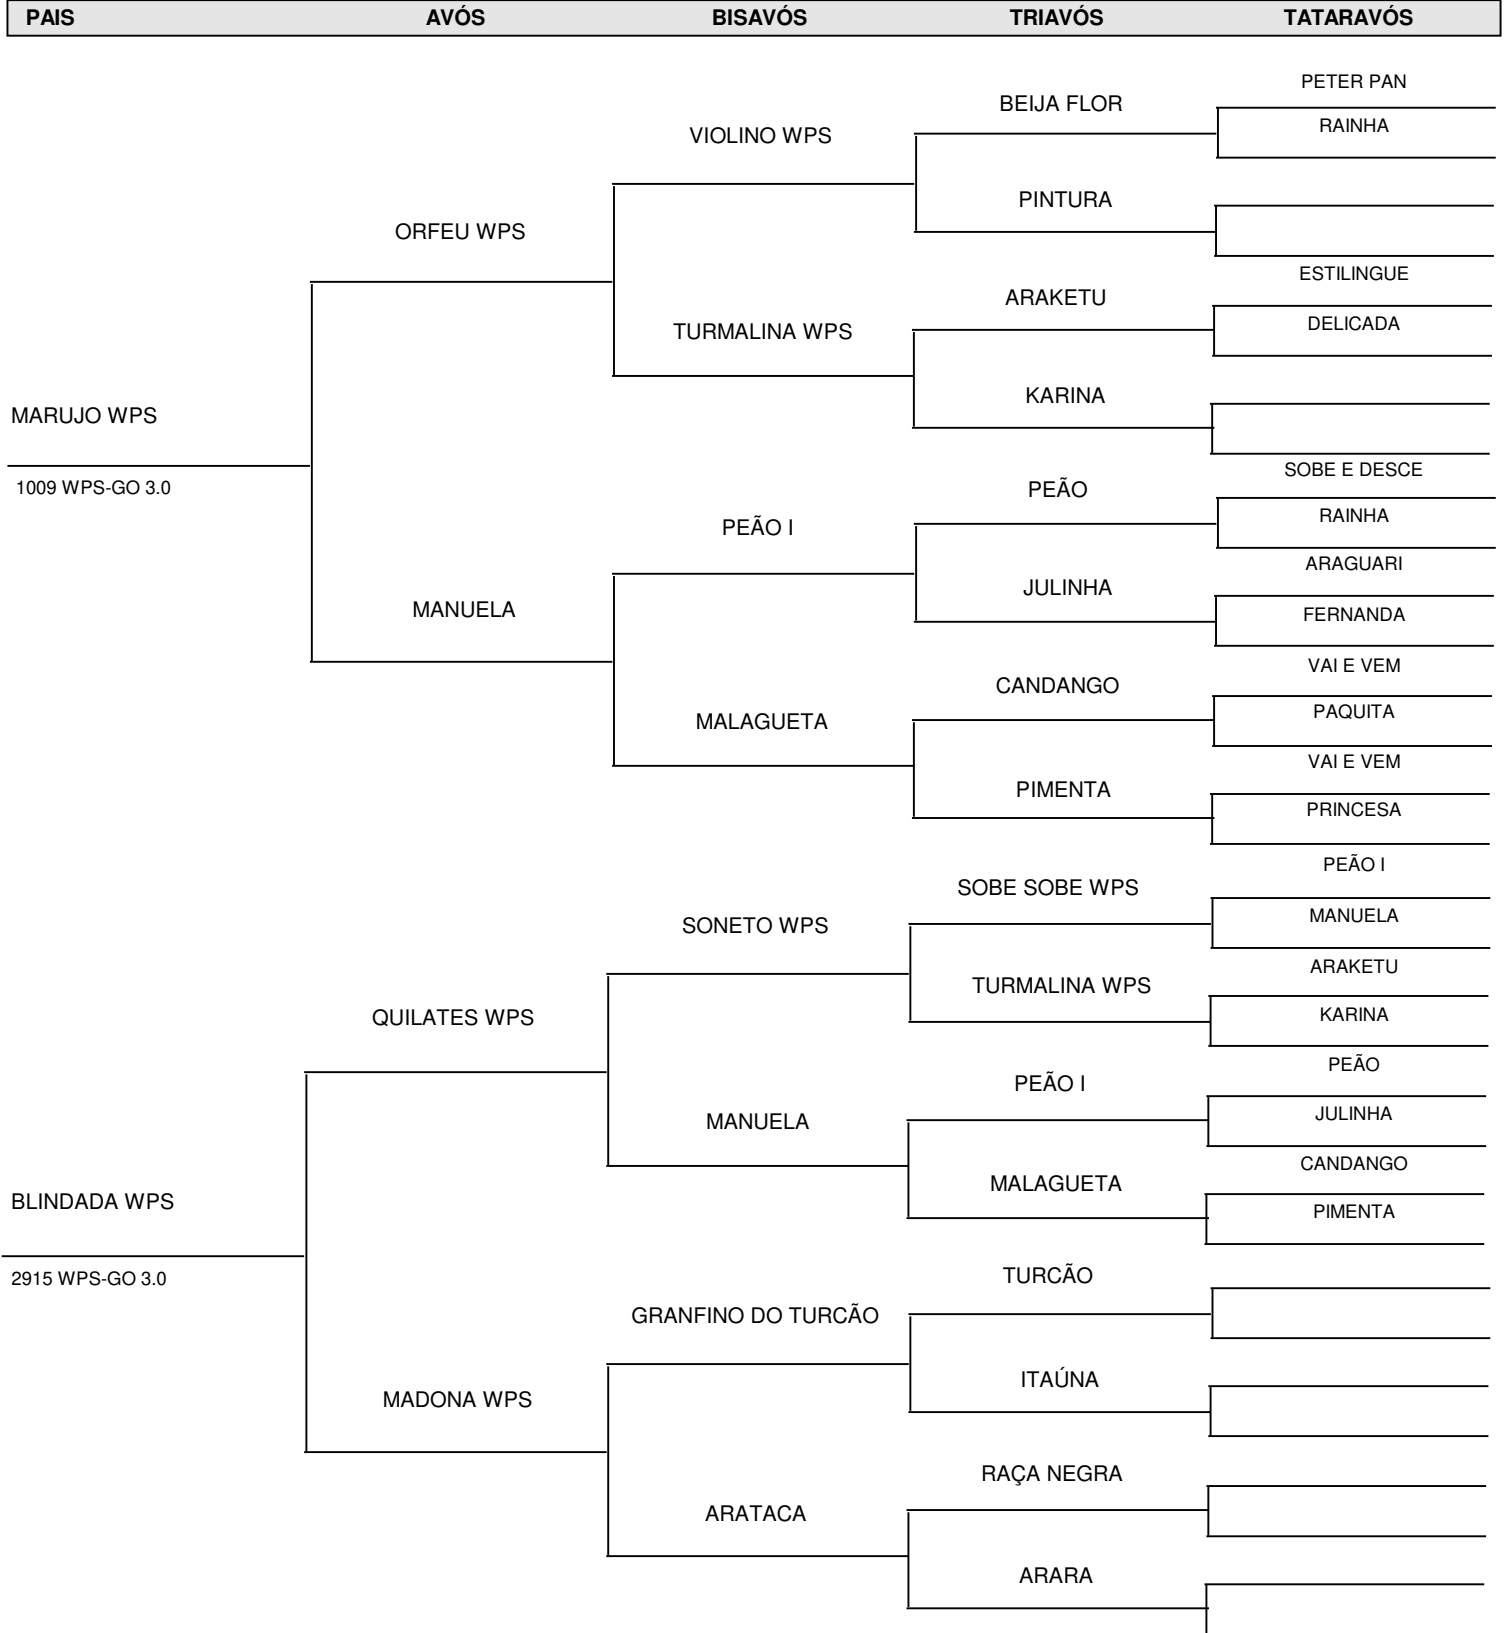 PAIS AVÓS BISAVÓS TRIAVÓS TATARAVÓS
PETER PAN
BEIJA FLOR
RAINHA
VIOLINO WPS
PINTURA
ORFEU WPS
ESTILINGUE
ARAKETU
DELICADA
TURMALINA WPS
KARINA
MARUJO WPS
SOBE E DESCE
1009 WPS-GO 3.0
PEÃO
RAINHA
PEÃO I
ARAGUARI
JULINHA
MANUELA
FERNANDA
VAI E VEM
CANDANGO
PAQUITA
MALAGUETA
VAI E VEM
PIMENTA
PRINCESA
PEÃO I
SOBE SOBE WPS
MANUELA
SONETO WPS
ARAKETU
TURMALINA WPS
KARINA
QUILATES WPS
PEÃO
PEÃO I
JULINHA
MANUELA
CANDANGO
MALAGUETA
BLINDADA WPS
PIMENTA
2915 WPS-GO 3.0
TURCÃO
GRANFINO DO TURCÃO
ITAÚNA
MADONA WPS
RAÇA NEGRA
ARATACA
ARARA